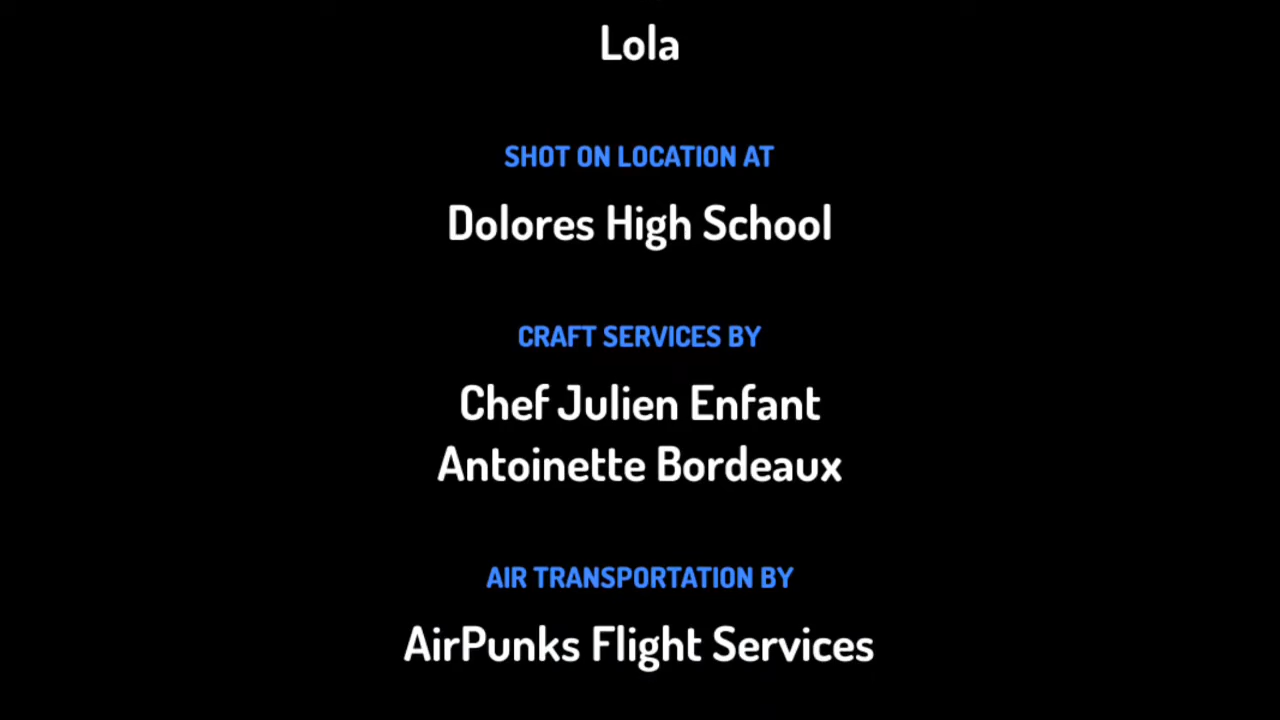 Lola
SHOT ON LOCATION AT
Dolores High School
CRAFT SERVICES BY
Chef Julien Enfant
Antoinette Bordeaux
AIR TRANSPORTATION BY
AirPunks Flight Services